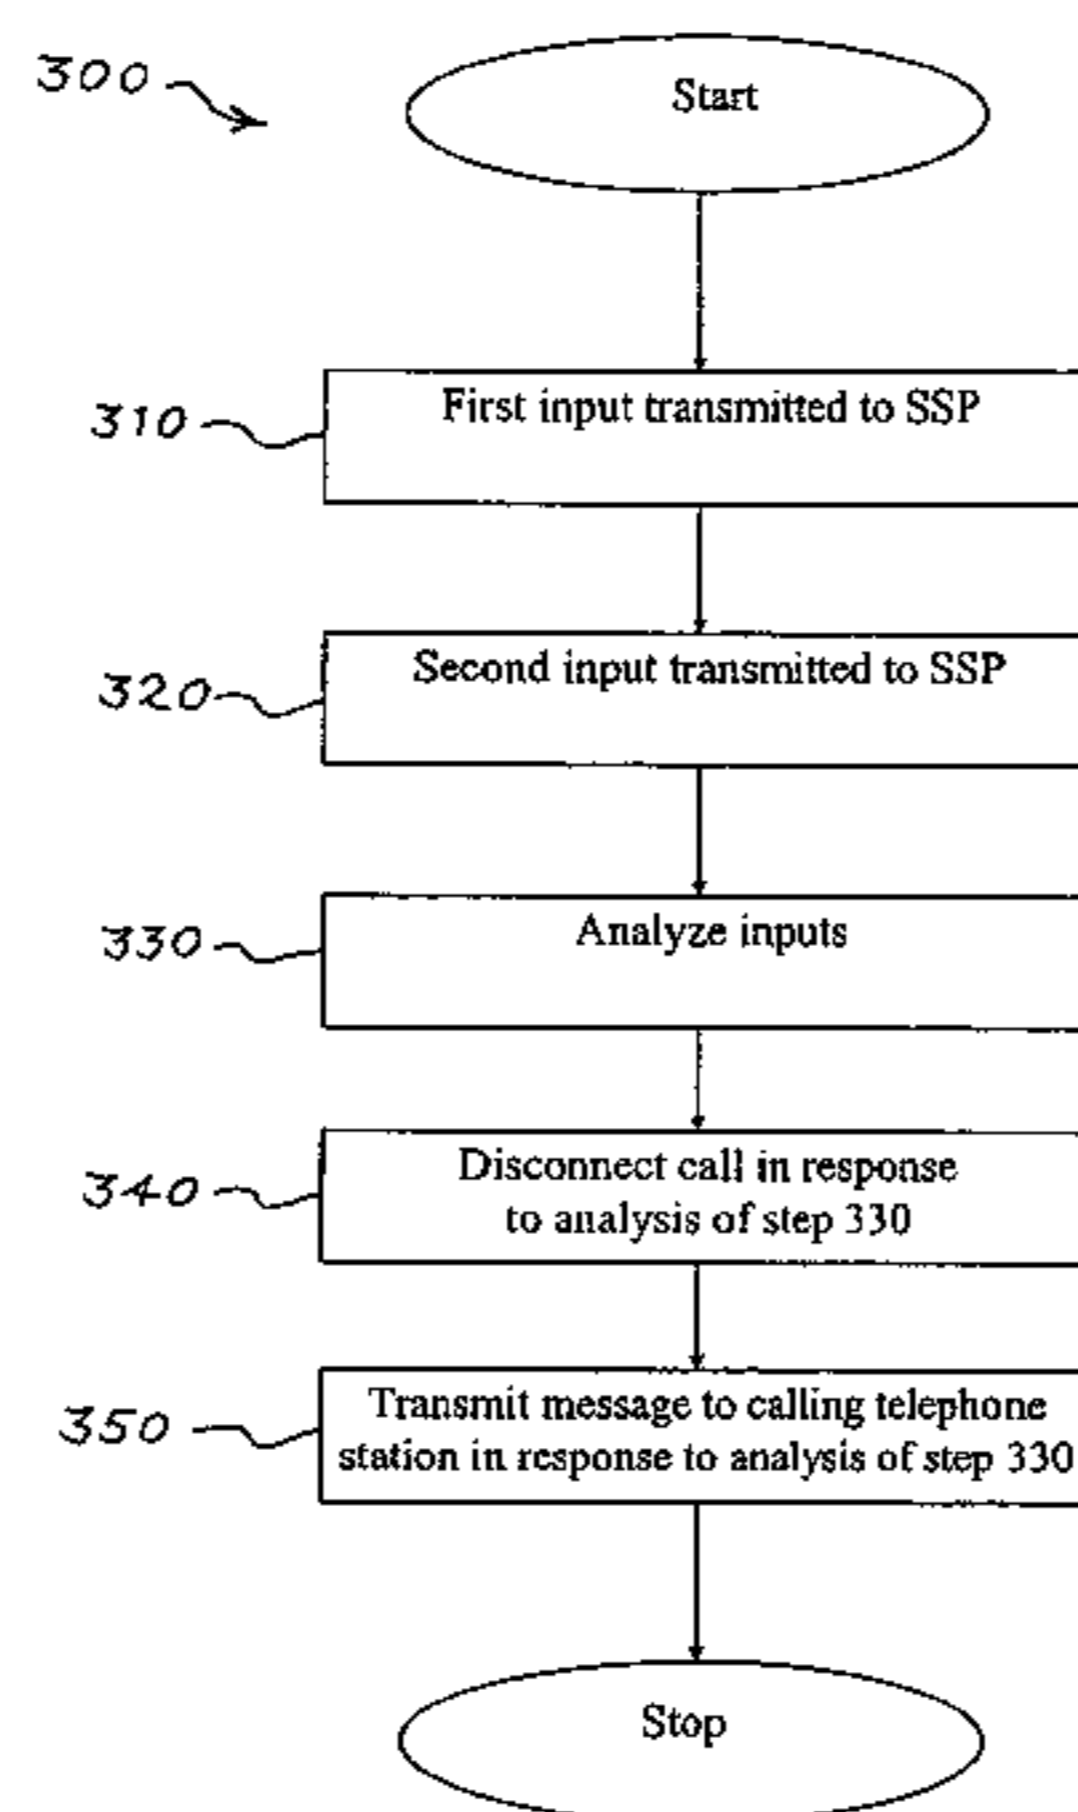 300
Start
310
First input transmitted to SSP
320
Second input transmitted to SSP
330
Analyze inputs
340
Disconnect call in response
to analysis of step 330
350
Transmit message to calling telephone
station in response to analysis of step 330
Stop